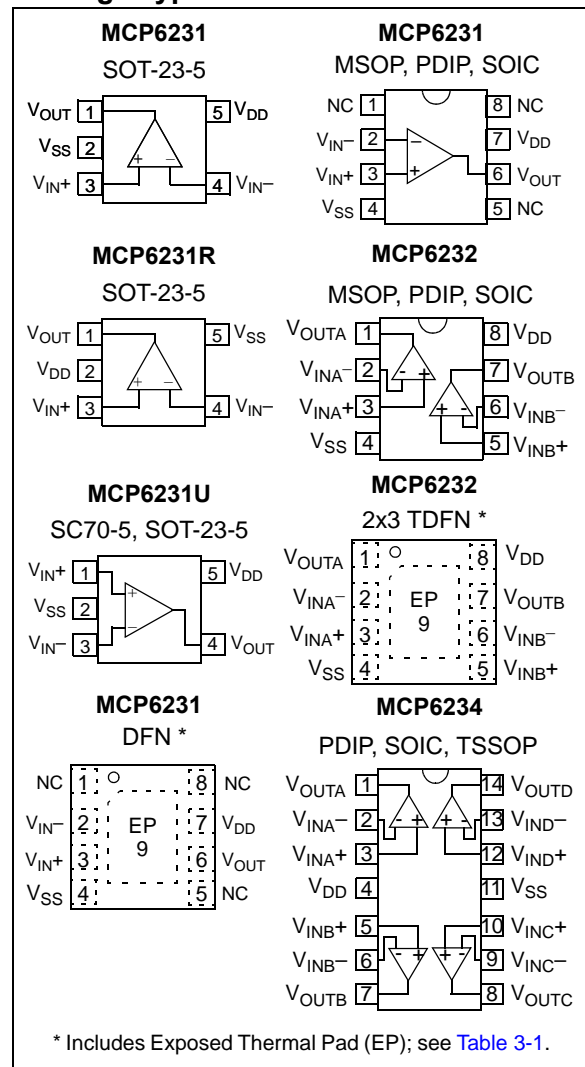 MCP6231
SOT-23-5
VOUT 1
5 VDD
VSS 2
VIN+ 3
4 VIN–
+ –
MCP6231
MSOP, PDIP, SOIC
NC 1
8 NC
VIN– 2
7 VDD
VIN+ 3
6 VOUT
VSS 4
5 NC
–
+
MCP6231R
SOT-23-5
VOUT 1
5 VSS
VDD 2
VIN+ 3
4 VIN–
+ –
MCP6232
MSOP, PDIP, SOIC
VOUTA 1
8 VDD
VINA– 2
7 VOUTB
VINA+ 3
6 VINB–
VSS 4
5 VINB+
- +
+ -
MCP6231U
SC70-5, SOT-23-5
VIN+ 1
5 VDD
VSS 2
VIN– 3
4 VOUT
+
–
MCP6232
2x3 TDFN *
VOUTA 1
8 VDD
VINA– 2
7 VOUTB
VINA+ 3
6 VINB–
VSS 4
5 VINB+
EP
9
MCP6231
DFN *
NC 1
8 NC
VIN– 2
7 VDD
VIN+ 3
6 VOUT
VSS 4
5 NC
EP
9
MCP6234
PDIP, SOIC, TSSOP
VOUTA 1
14 VOUTD
VINA– 2
13 VIND–
VINA+ 3
12 VIND+
VDD 4
11 VSS
VINB+ 5
10 VINC+
VINB– 6
9 VINC–
VOUTB 7
8 VOUTC
- +
+ -
- +
+ -
* Includes Exposed Thermal Pad (EP); see Table 3-1.